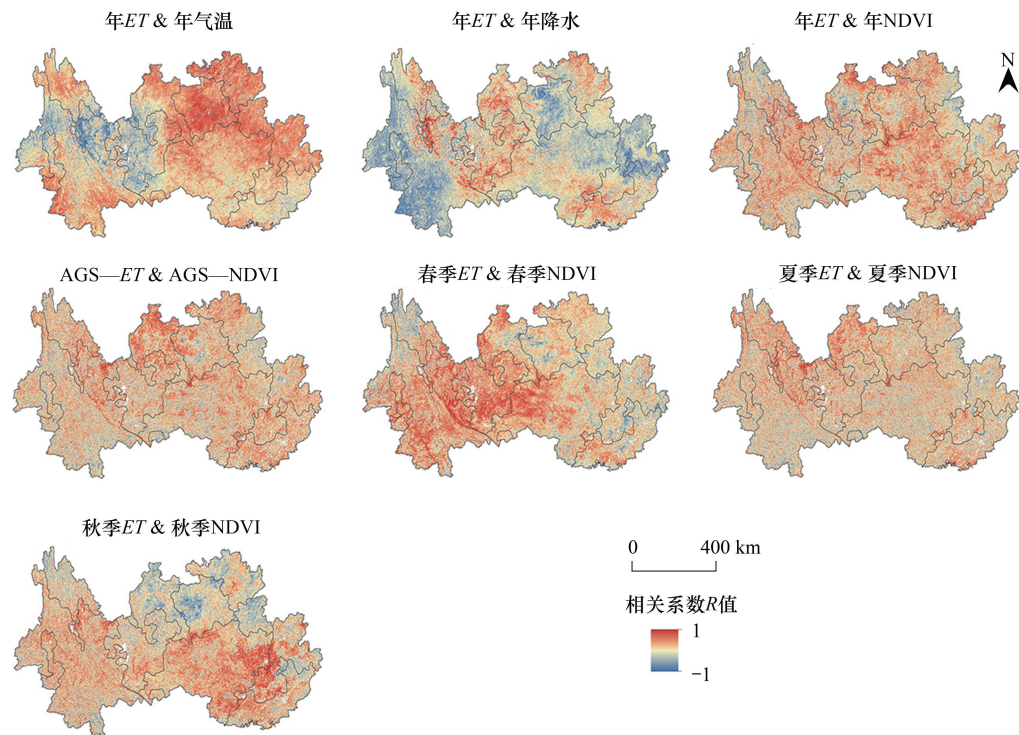 年ET & 年气温
年ET & 年降水
年ET & 年NDVI
N
AGS—ET & AGS—NDVI
春季ET & 春季NDVI
夏季ET & 夏季NDVI
秋季ET & 秋季NDVI
0 400 km
相关系数R值
1
−1